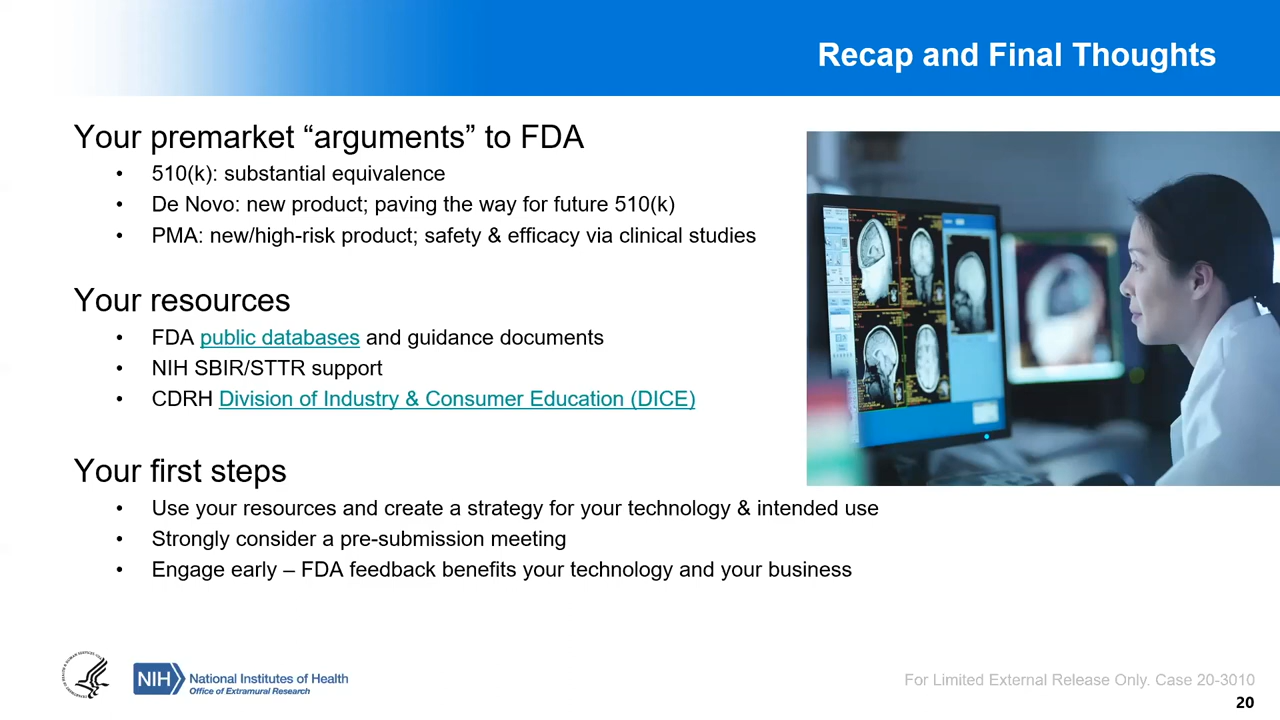 Recap and Final Thoughts
Your premarket “arguments” to FDA
• 510(k): substantial equivalence
• De Novo: new product; paving the way for future 510(k)
• PMA: new/high-risk product; safety & efficacy via clinical studies
Your resources
• FDA public databases and guidance documents
• NIH SBIR/STTR support
• CDRH Division of Industry & Consumer Education (DICE)
Your first steps
• Use your resources and create a strategy for your technology & intended use
• Strongly consider a pre-submission meeting
• Engage early – FDA feedback benefits your technology and your business
NIH
National Institutes of Health
Office of Extramural Research
For Limited External Release Only. Case 20-3010
20